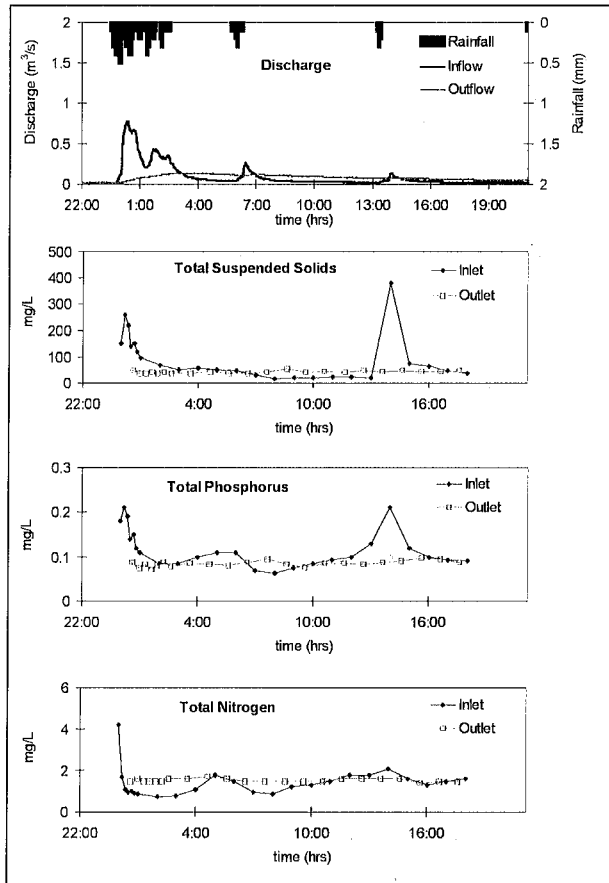 Discharge
Discharge (m³/s)
2
1.5
1
0.5
0
Rainfall
Inflow
Outflow
0
0.5
1
1.5
2
Rainfall (mm)
22:00 1:00 4:00 7:00 10:00 13:00 16:00 19:00
time (hrs)
Total Suspended Solids
mg/L
500
400
300
200
100
0
Inlet
Outlet
22:00 4:00 10:00 16:00
time (hrs)
Total Phosphorus
mg/L
0.3
0.2
0.1
0
Inlet
Outlet
22:00 4:00 10:00 16:00
time (hrs)
Total Nitrogen
mg/L
6
4
2
0
Inlet
Outlet
22:00 4:00 10:00 16:00
time (hrs)